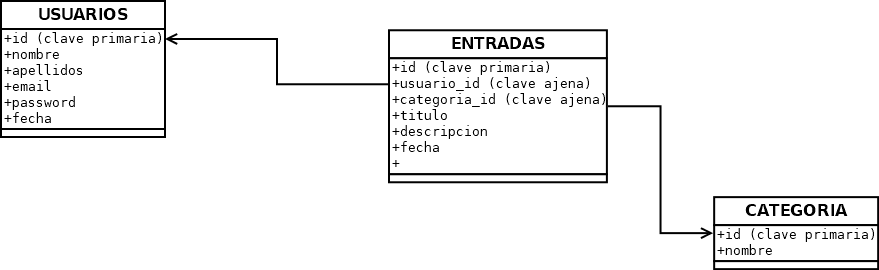 USUARIOS
+id (clave primaria)
+nombre
+apellidos
+email
+password
+fecha
ENTRADAS
+id (clave primaria)
+usuario_id (clave ajena)
+categoria_id (clave ajena)
+titulo
+descripcion
+fecha
+
CATEGORIA
+id (clave primaria)
+nombre